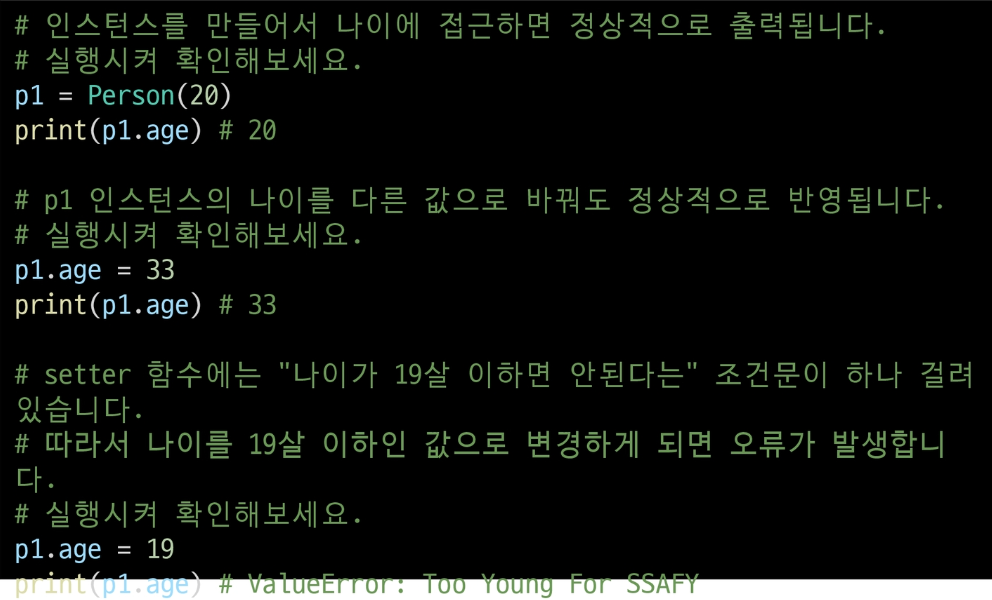 # 인스턴스를 만들어서 나이에 접근하면 정상적으로 출력됩니다.
# 실행시켜 확인해보세요.
p1 = Person(20)
print(p1.age) # 20
# p1 인스턴스의 나이를 다른 값으로 바꿔도 정상적으로 반영됩니다.
# 실행시켜 확인해보세요.
p1.age = 33
print(p1.age) # 33
# setter 함수에는 "나이가 19살 이하면 안된다는" 조건문이 하나 걸려
있습니다.
# 따라서 나이를 19살 이하인 값으로 변경하게 되면 오류가 발생합니
다.
# 실행시켜 확인해보세요.
p1.age = 19
print(p1.age) # ValueError: Too Young For SSAFY